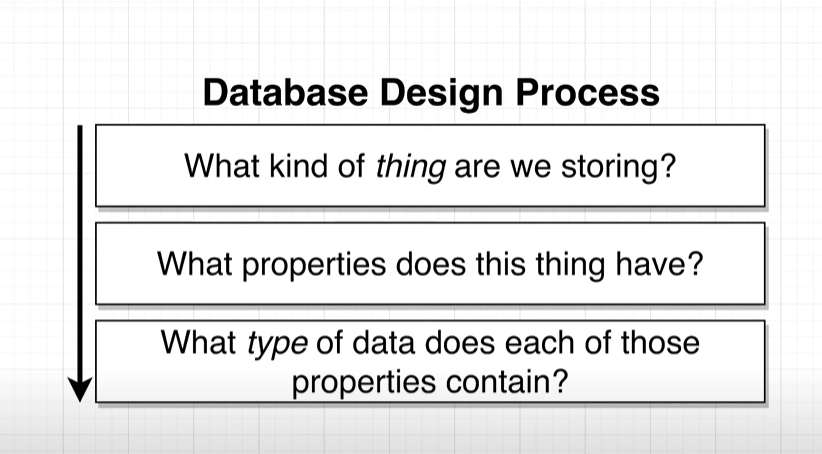 Database Design Process
What kind of thing are we storing?
What properties does this thing have?
What type of data does each of those
properties contain?